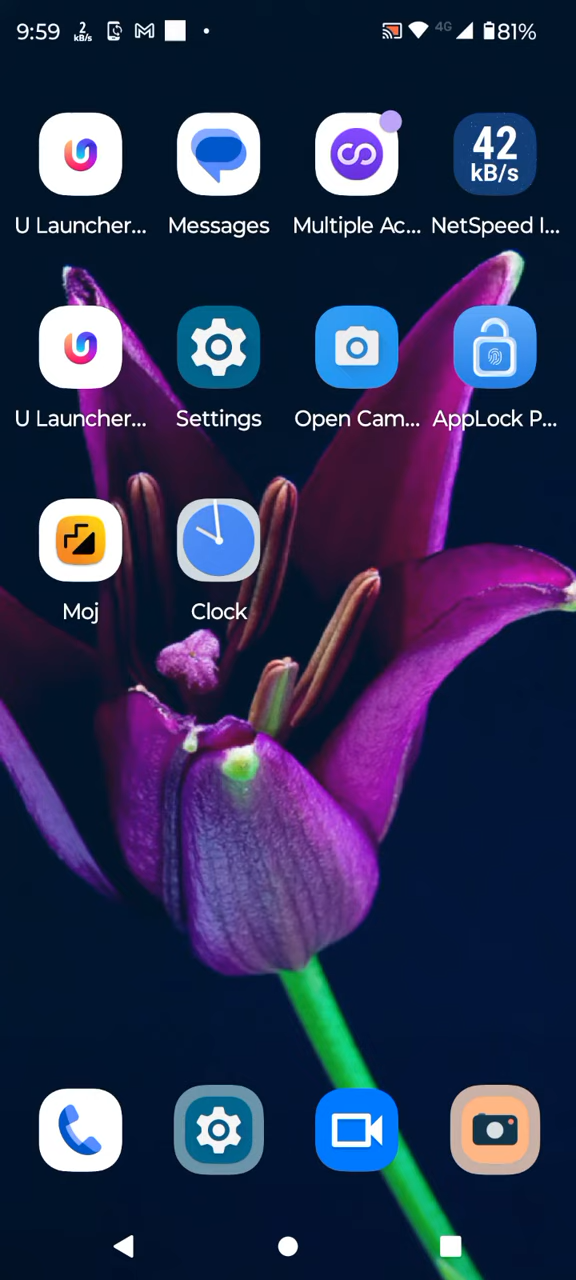 9:59 2 kB/s 4G 81%
42 kB/s
U Launcher... Messages Multiple Ac... NetSpeed I...
U Launcher... Settings Open Cam... AppLock P...
Moj Clock